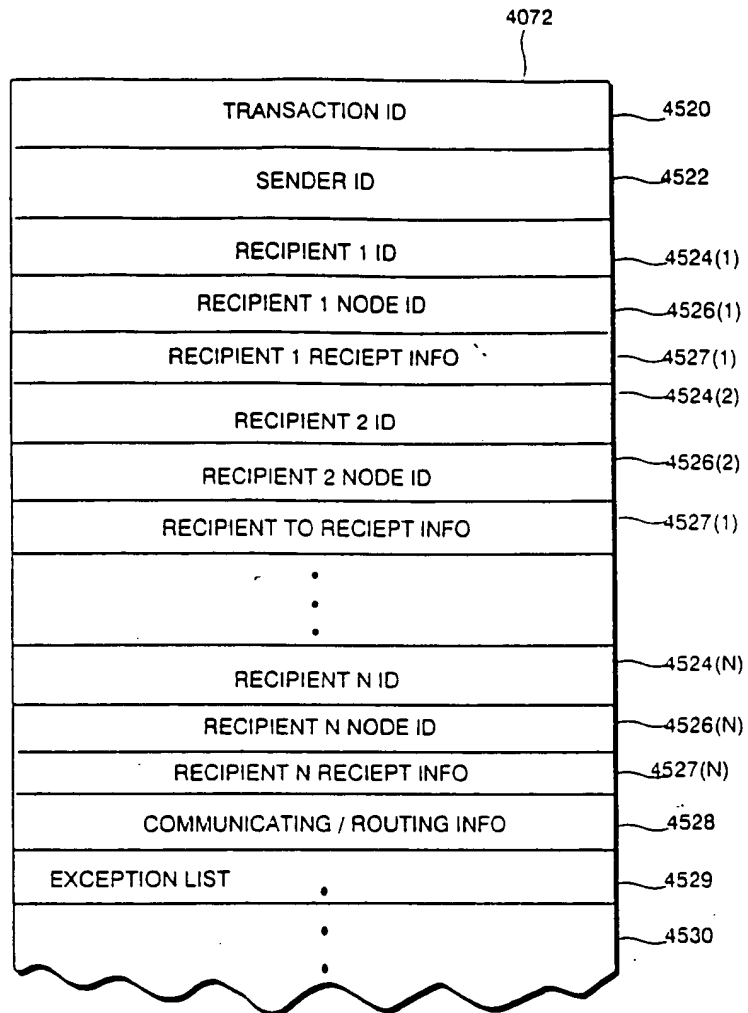 4072
TRANSACTION ID 4520
SENDER ID 4522
RECIPIENT 1 ID 4524(1)
RECIPIENT 1 NODE ID 4526(1)
RECIPIENT 1 RECIEPT INFO 4527(1)
4524(2)
RECIPIENT 2 ID
RECIPIENT 2 NODE ID 4526(2)
RECIPIENT TO RECIEPT INFO 4527(1)
RECIPIENT N ID 4524(N)
RECIPIENT N NODE ID 4526(N)
RECIPIENT N RECIEPT INFO 4527(N)
COMMUNICATING / ROUTING INFO 4528
EXCEPTION LIST 4529
4530